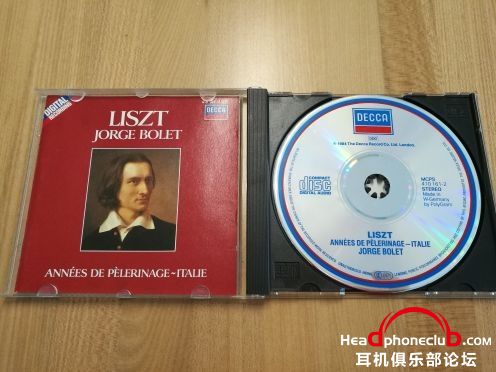 DIGITAL
RECORDING
DECCA
LISZT
JORGE BOLET
ANNÉES DE PÈLERINAGE~ITALIE
DECCA
℗ 1984 The Decca Record Co. Ltd. London.
COMPACT
disc
DIGITAL AUDIO
MCPS
410 161-2
STEREO
Made in
W.Germany
by PolyGram
LISZT
ANNÉES DE PÈLERINAGE—ITALIE
JORGE BOLET
Headphoneclub.com
耳机俱乐部论坛